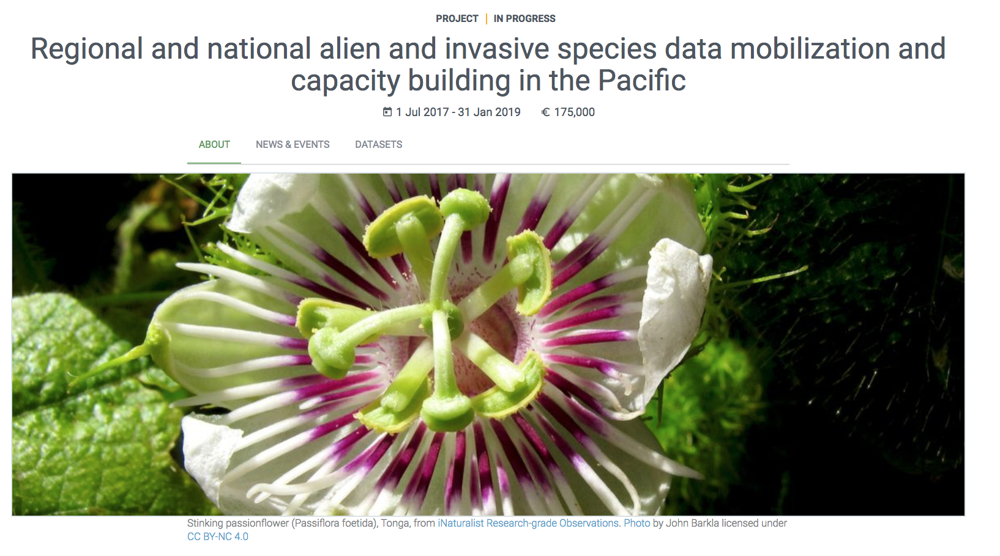 PROJECT | IN PROGRESS
Regional and national alien and invasive species data mobilization and
capacity building in the Pacific
1 Jul 2017 - 31 Jan 2019 € 175,000
ABOUT NEWS & EVENTS DATASETS
Stinking passionflower (Passiflora foetida), Tonga, from iNaturalist Research-grade Observations. Photo by John Barkla licensed under
CC BY-NC 4.0